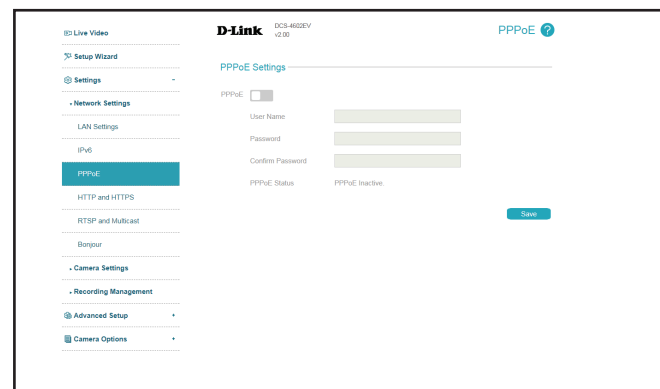 Live Video
Setup Wizard
Settings -
Network Settings
LAN Settings
IPv6
PPPoE
HTTP and HTTPS
RTSP and Multicast
Bonjour
Camera Settings
Recording Management
Advanced Setup +
Camera Options +
D-Link DCS-4602EV
v2.00
PPPoE ?
PPPoE Settings
PPPoE
User Name
Password
Confirm Password
PPPoE Status PPPoE Inactive.
Save